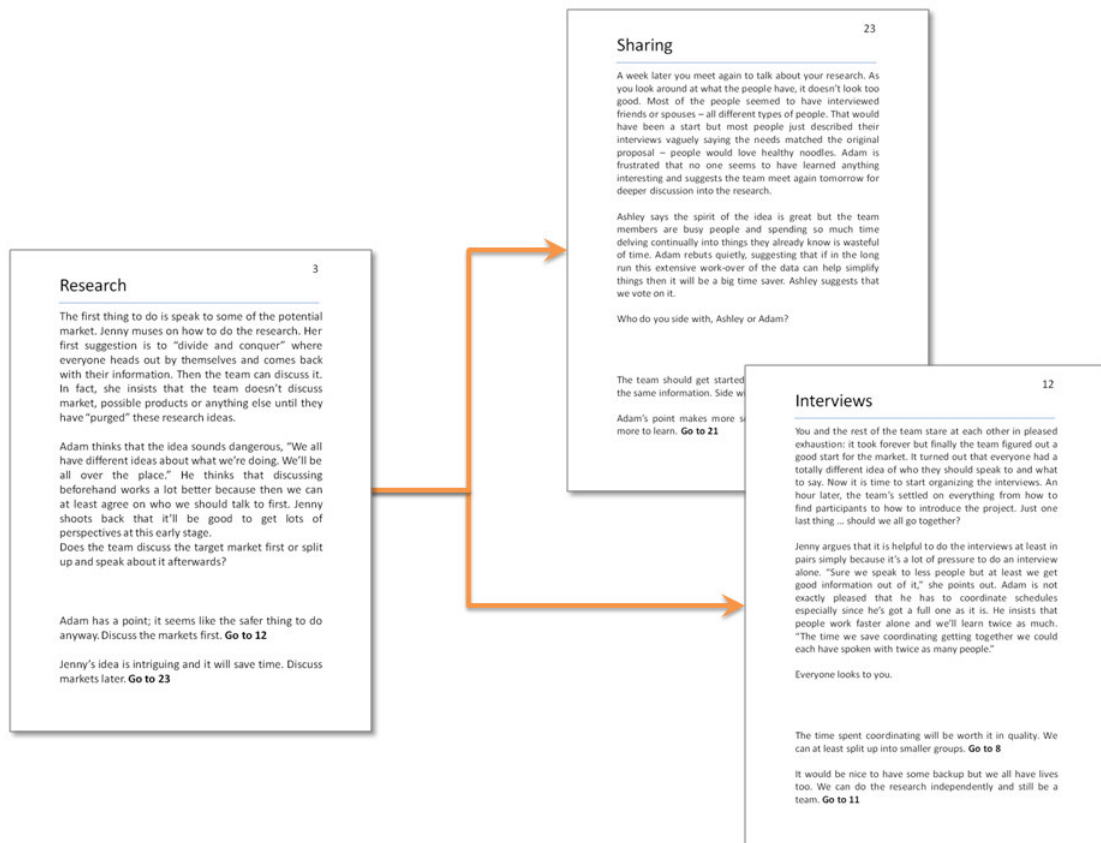 3
Research
The first thing to do is speak to some of the potential
market. Jenny muses on how to do the research. Her
first suggestion is to “divide and conquer” where
everyone heads out by themselves and comes back
with their information. Then the team can discuss it.
In fact, she insists that the team doesn’t discuss
market, possible products or anything else until they
have “purged” these research ideas.
Adam thinks that the idea sounds dangerous, “We all
have different ideas about what we’re doing. We’ll be
all over the place.” He thinks that discussing
beforehand works a lot better because then we can
at least agree on who we should talk to first. Jenny
shoots back that it’ll be good to get lots of
perspectives at this early stage.
Does the team discuss the target market first or split
up and speak about it afterwards?
Adam has a point; it seems like the safer thing to do
anyway. Discuss the markets first. Go to 12
Jenny’s idea is intriguing and it will save time. Discuss
markets later. Go to 23
23
Sharing
A week later you meet again to talk about your research. As
you look around at what the people have, it doesn’t look too
good. Most of the people seemed to have interviewed
friends or spouses – all different types of people. That would
have been a start but most people just described their
interviews vaguely saying the needs matched the original
proposal – people would love healthy noodles. Adam is
frustrated that no one seems to have learned anything
interesting and suggests the team meet again tomorrow for
deeper discussion into the research.
Ashley says the spirit of the idea is great but the team
members are busy people and spending so much time
delving continually into things they already know is wasteful
of time. Adam rebuts quietly, suggesting that if in the long
run this extensive work-over of the data can help simplify
things then it will be a big time saver. Ashley suggests that
we vote on it.
Who do you side with, Ashley or Adam?
The team should get started
the same information. Side
Adam’s point makes more
more to learn. Go to 21
12
Interviews
You and the rest of the team stare at each other in pleased
exhaustion: it took forever but finally the team figured out a
good start for the market. It turned out that everyone had a
totally different idea of who they should speak to and what
to say. Now it is time to start organizing the interviews. An
hour later, the team’s settled on everything from how to
find participants to how to introduce the project. Just one
last thing ... should we all go together?
Jenny argues that it is helpful to do the interviews at least in
pairs simply because it’s a lot of pressure to do an interview
alone. “Sure we speak to less people but at least we get
good information out of it,” she points out. Adam is not
exactly pleased that he has to coordinate schedules
especially since he’s got a full one as it is. He insists that
people work faster alone and we’ll learn twice as much.
“The time we save coordinating getting together we could
each have spoken with twice as many people.”
Everyone looks to you.
The time spent coordinating will be worth it in quality. We
can at least split up into smaller groups. Go to 8
It would be nice to have some backup but we all have lives
too. We can do the research independently and still be a
team. Go to 11